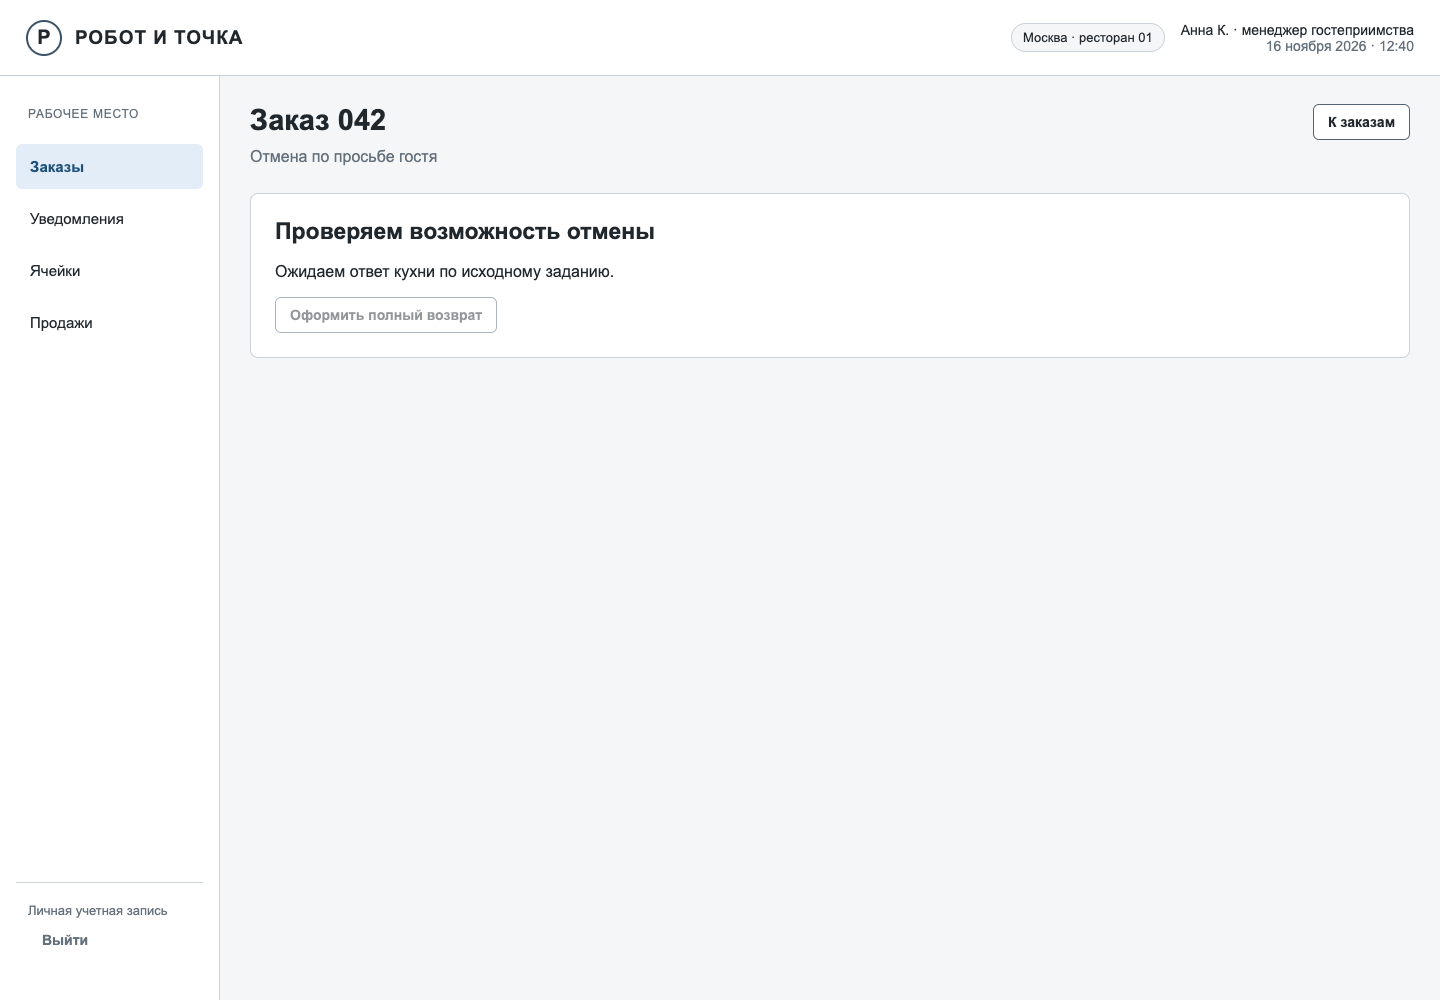 Р
РОБОТ И ТОЧКА
Москва · ресторан 01
Анна К. · менеджер гостеприимства
16 ноября 2026 · 12:40
РАБОЧЕЕ МЕСТО
Заказы
Уведомления
Ячейки
Продажи
Личная учетная запись
Выйти
Заказ 042
Отмена по просьбе гостя
К заказам
Проверяем возможность отмены
Ожидаем ответ кухни по исходному заданию.
Оформить полный возврат